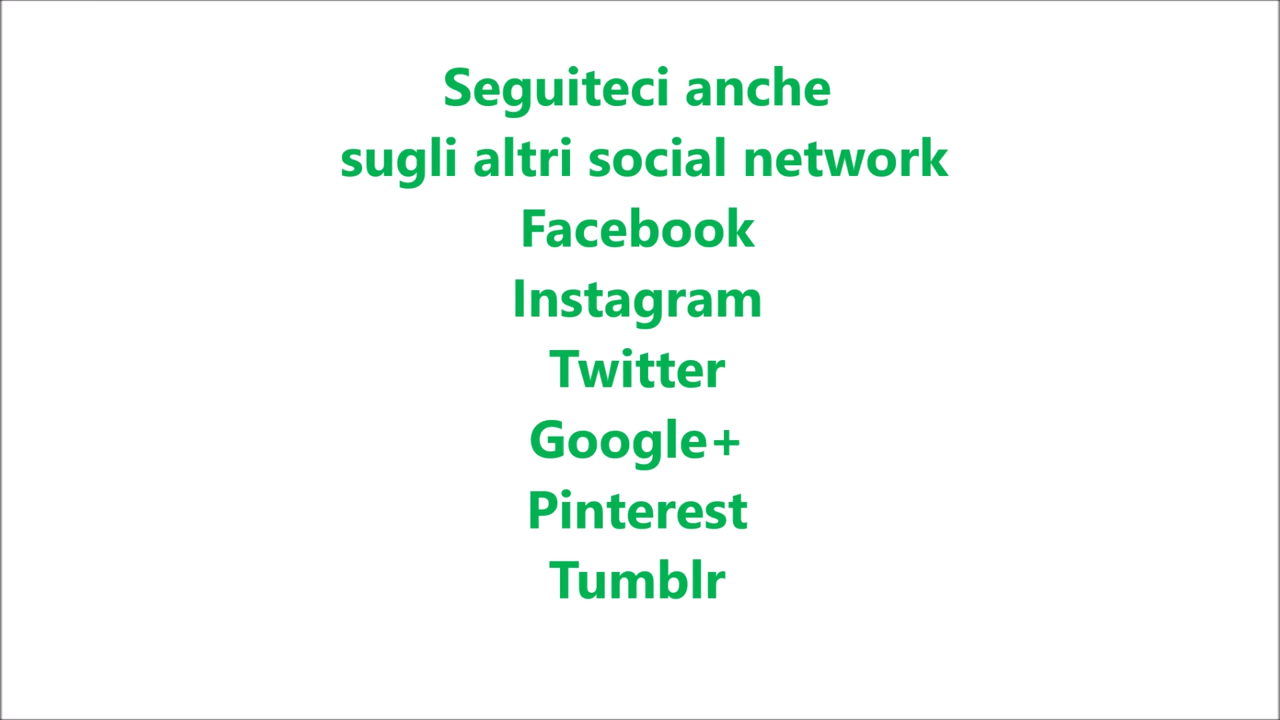 Seguiteci anche
sugli altri social network
Facebook
Instagram
Twitter
Google+
Pinterest
Tumblr